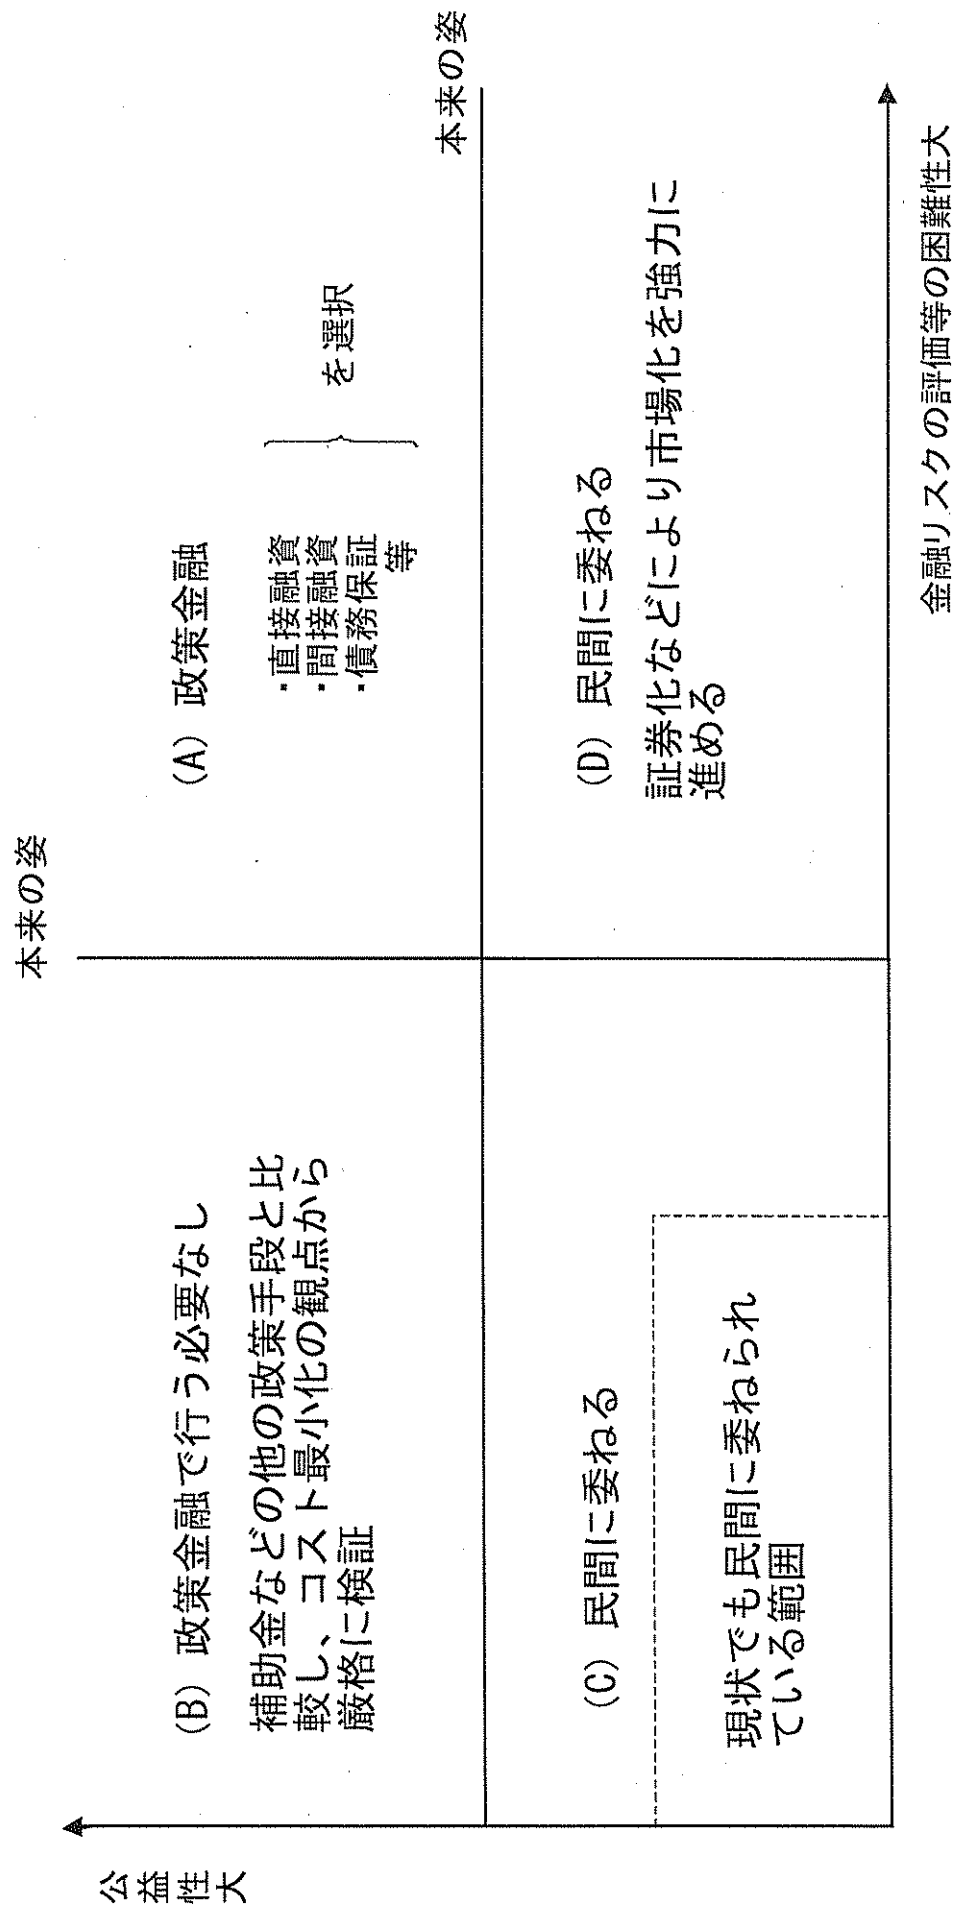 本来の姿
公益性大
(B) 政策金融で行う必要なし
補助金などの他の政策手段と比
較し、コスト最小化の観点から
厳格に検証
(A) 政策金融
・直接融資
・間接融資
・債務保証
等
を選択
本来の姿
(C) 民間に委ねる
現状でも民間に委ねられ
ている範囲
(D) 民間に委ねる
証券化などにより市場化を強力に
進める
金融リスクの評価等の困難性大